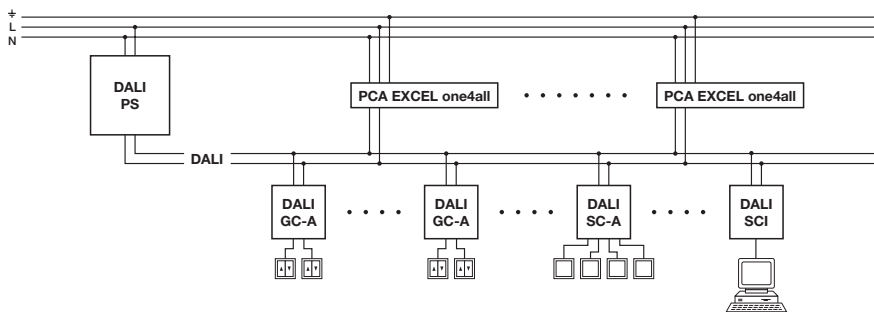 L
N
DALI
PS
PCA EXCEL one4all
PCA EXCEL one4all
DALI
DALI
GC-A
DALI
GC-A
DALI
SC-A
DALI
SCI